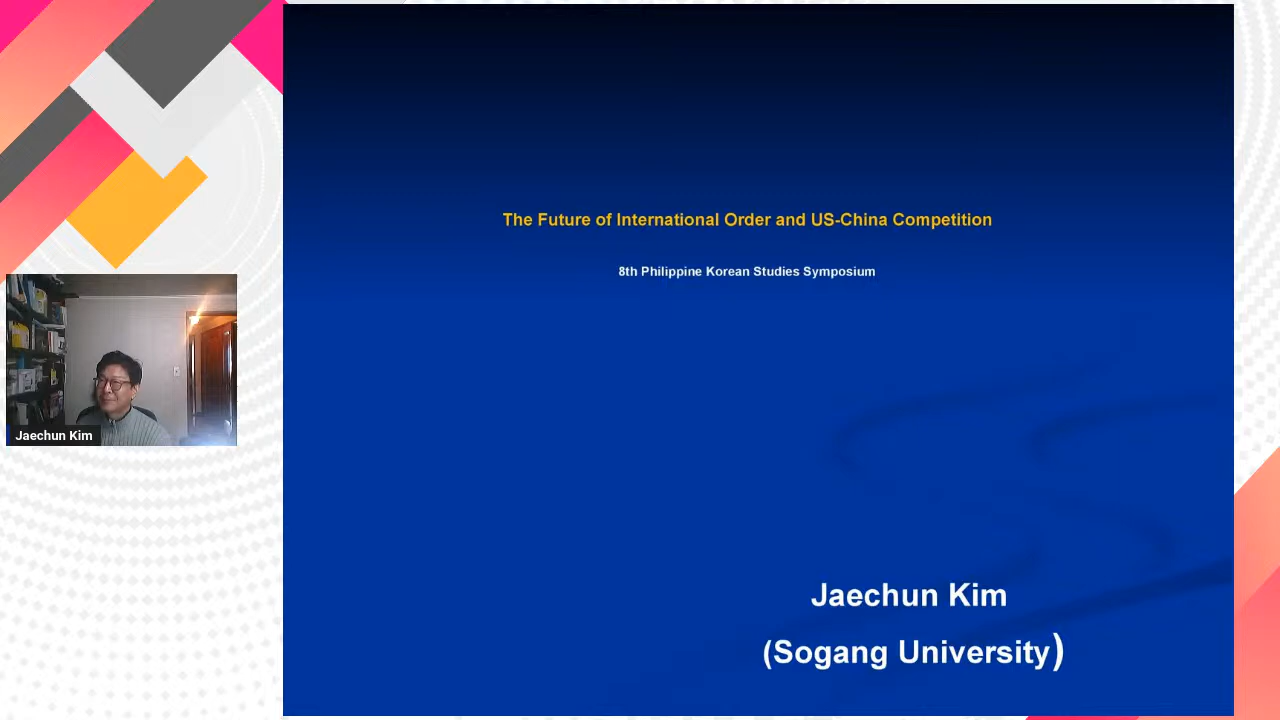 The Future of International Order and US-China Competition
8th Philippine Korean Studies Symposium
Jaechun Kim
Jaechun Kim
(Sogang University)